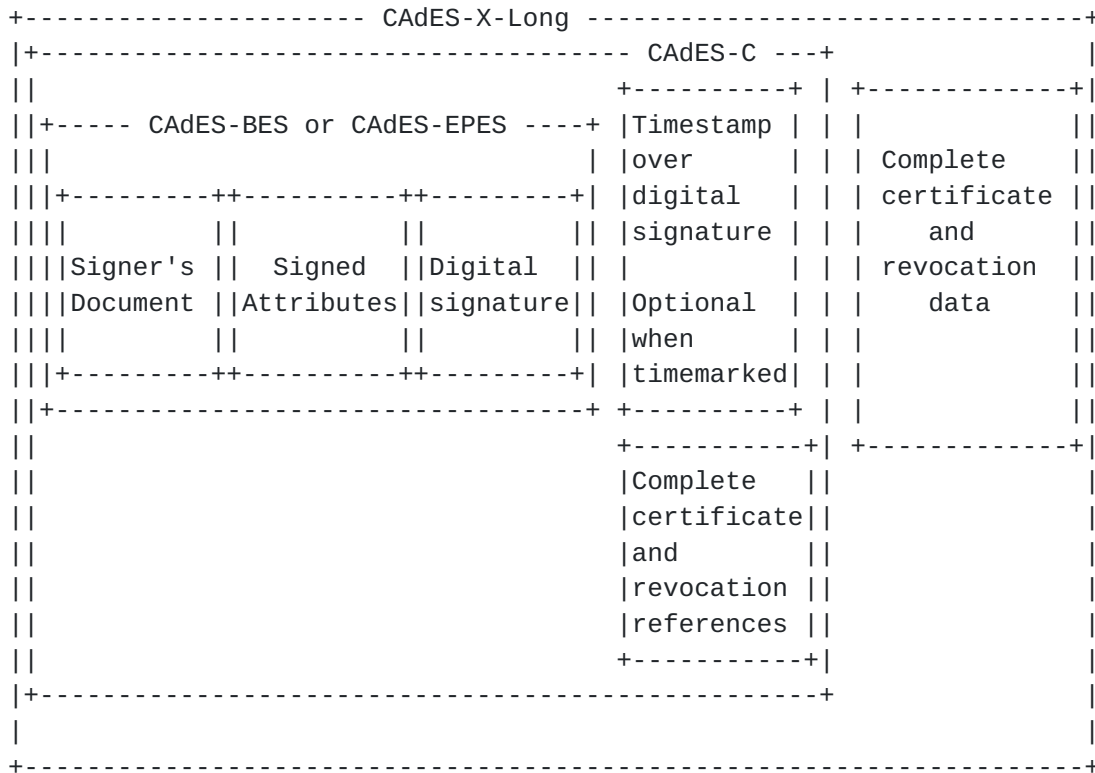 +---------------------- CAdES-X-Long --------------------------------+
|+-------------------------------------- CAdES-C ---+                |
||                                      +----------+ | +-------------+|
||+----- CAdES-BES or CAdES-EPES ----+ |Timestamp | | |             ||
|||                                  | |over      | | | Complete    ||
|||+---------++----------++---------+| |digital   | | | certificate ||
||||         ||          ||         || |signature | | |    and      ||
||||Signer's ||  Signed  ||Digital  || |          | | | revocation  ||
||||Document ||Attributes||signature|| |Optional  | | |    data     ||
||||         ||          ||         || |when      | | |             ||
|||+---------++----------++---------+| |timemarked| | |             ||
||+----------------------------------+ +----------+ | |             ||
||                                     +-----------+| +-------------+|
||                                     |Complete   ||                |
||                                     |certificate||                |
||                                     |and        ||                |
||                                     |revocation ||                |
||                                     |references ||                |
||                                     +-----------+|                |
|+--------------------------------------------------+                |
|                                                                    |
+--------------------------------------------------------------------+